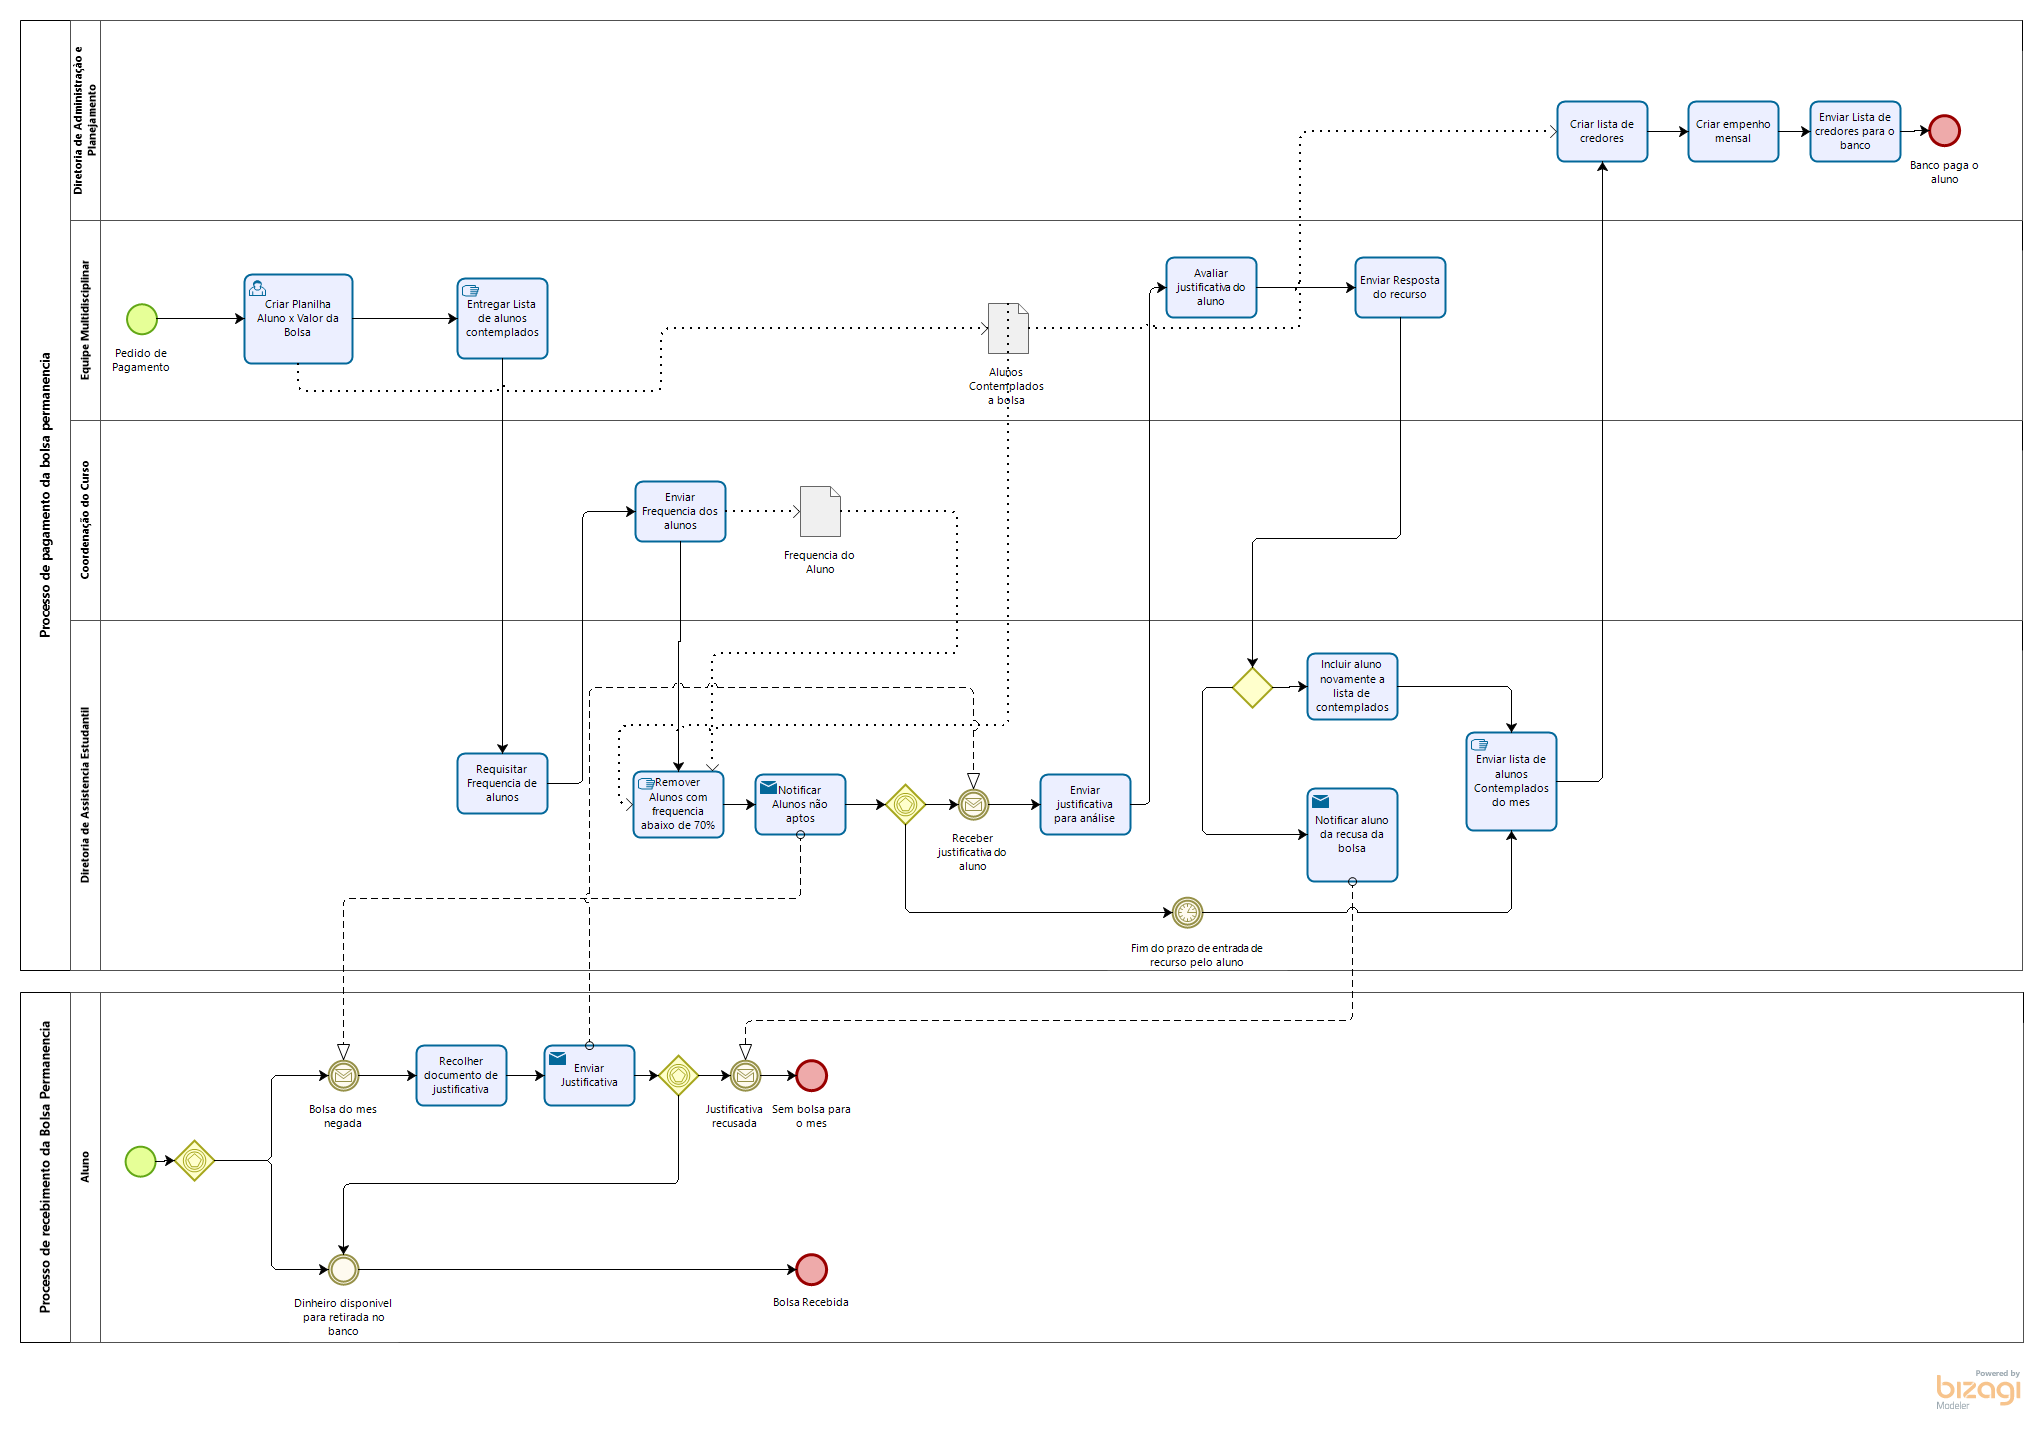 Processo de pagamento da bolsa permanencia
Diretoria de Administração e
Planejamento
Criar lista de
credores
Criar empenho
mensal
Enviar Lista de
credores para o
banco
Banco paga o
aluno
Equipe Multidisciplinar
Pedido de
Pagamento
Criar Planilha
Aluno x Valor da
Bolsa
Entregar Lista
de alunos
contemplados
Alunos
Contemplados
a bolsa
Avaliar
justificativa do
aluno
Enviar Resposta
do recurso
Coordenação do Curso
Enviar
Frequencia dos
alunos
Frequencia do
Aluno
Diretoria de Assistencia Estudantil
Requisitar
Frequencia de
alunos
Remover
Alunos com
frequencia
abaixo de 70%
Notificar
Alunos não
aptos
Receber
justificativa do
aluno
Enviar
justificativa
para análise
Incluir aluno
novamente a
lista de
contemplados
Notificar aluno
da recusa da
bolsa
Enviar lista de
alunos
Contemplados
do mes
Fim do prazo de entrada de
recurso pelo aluno
Processo de recebimento da Bolsa Permanencia
Aluno
Bolsa do mes
negada
Recolher
documento de
justificativa
Enviar
Justificativa
Justificativa
recusada
Sem bolsa para
o mes
Dinheiro disponivel
para retirada no
banco
Bolsa Recebida
Powered by
bizagi
Modeler